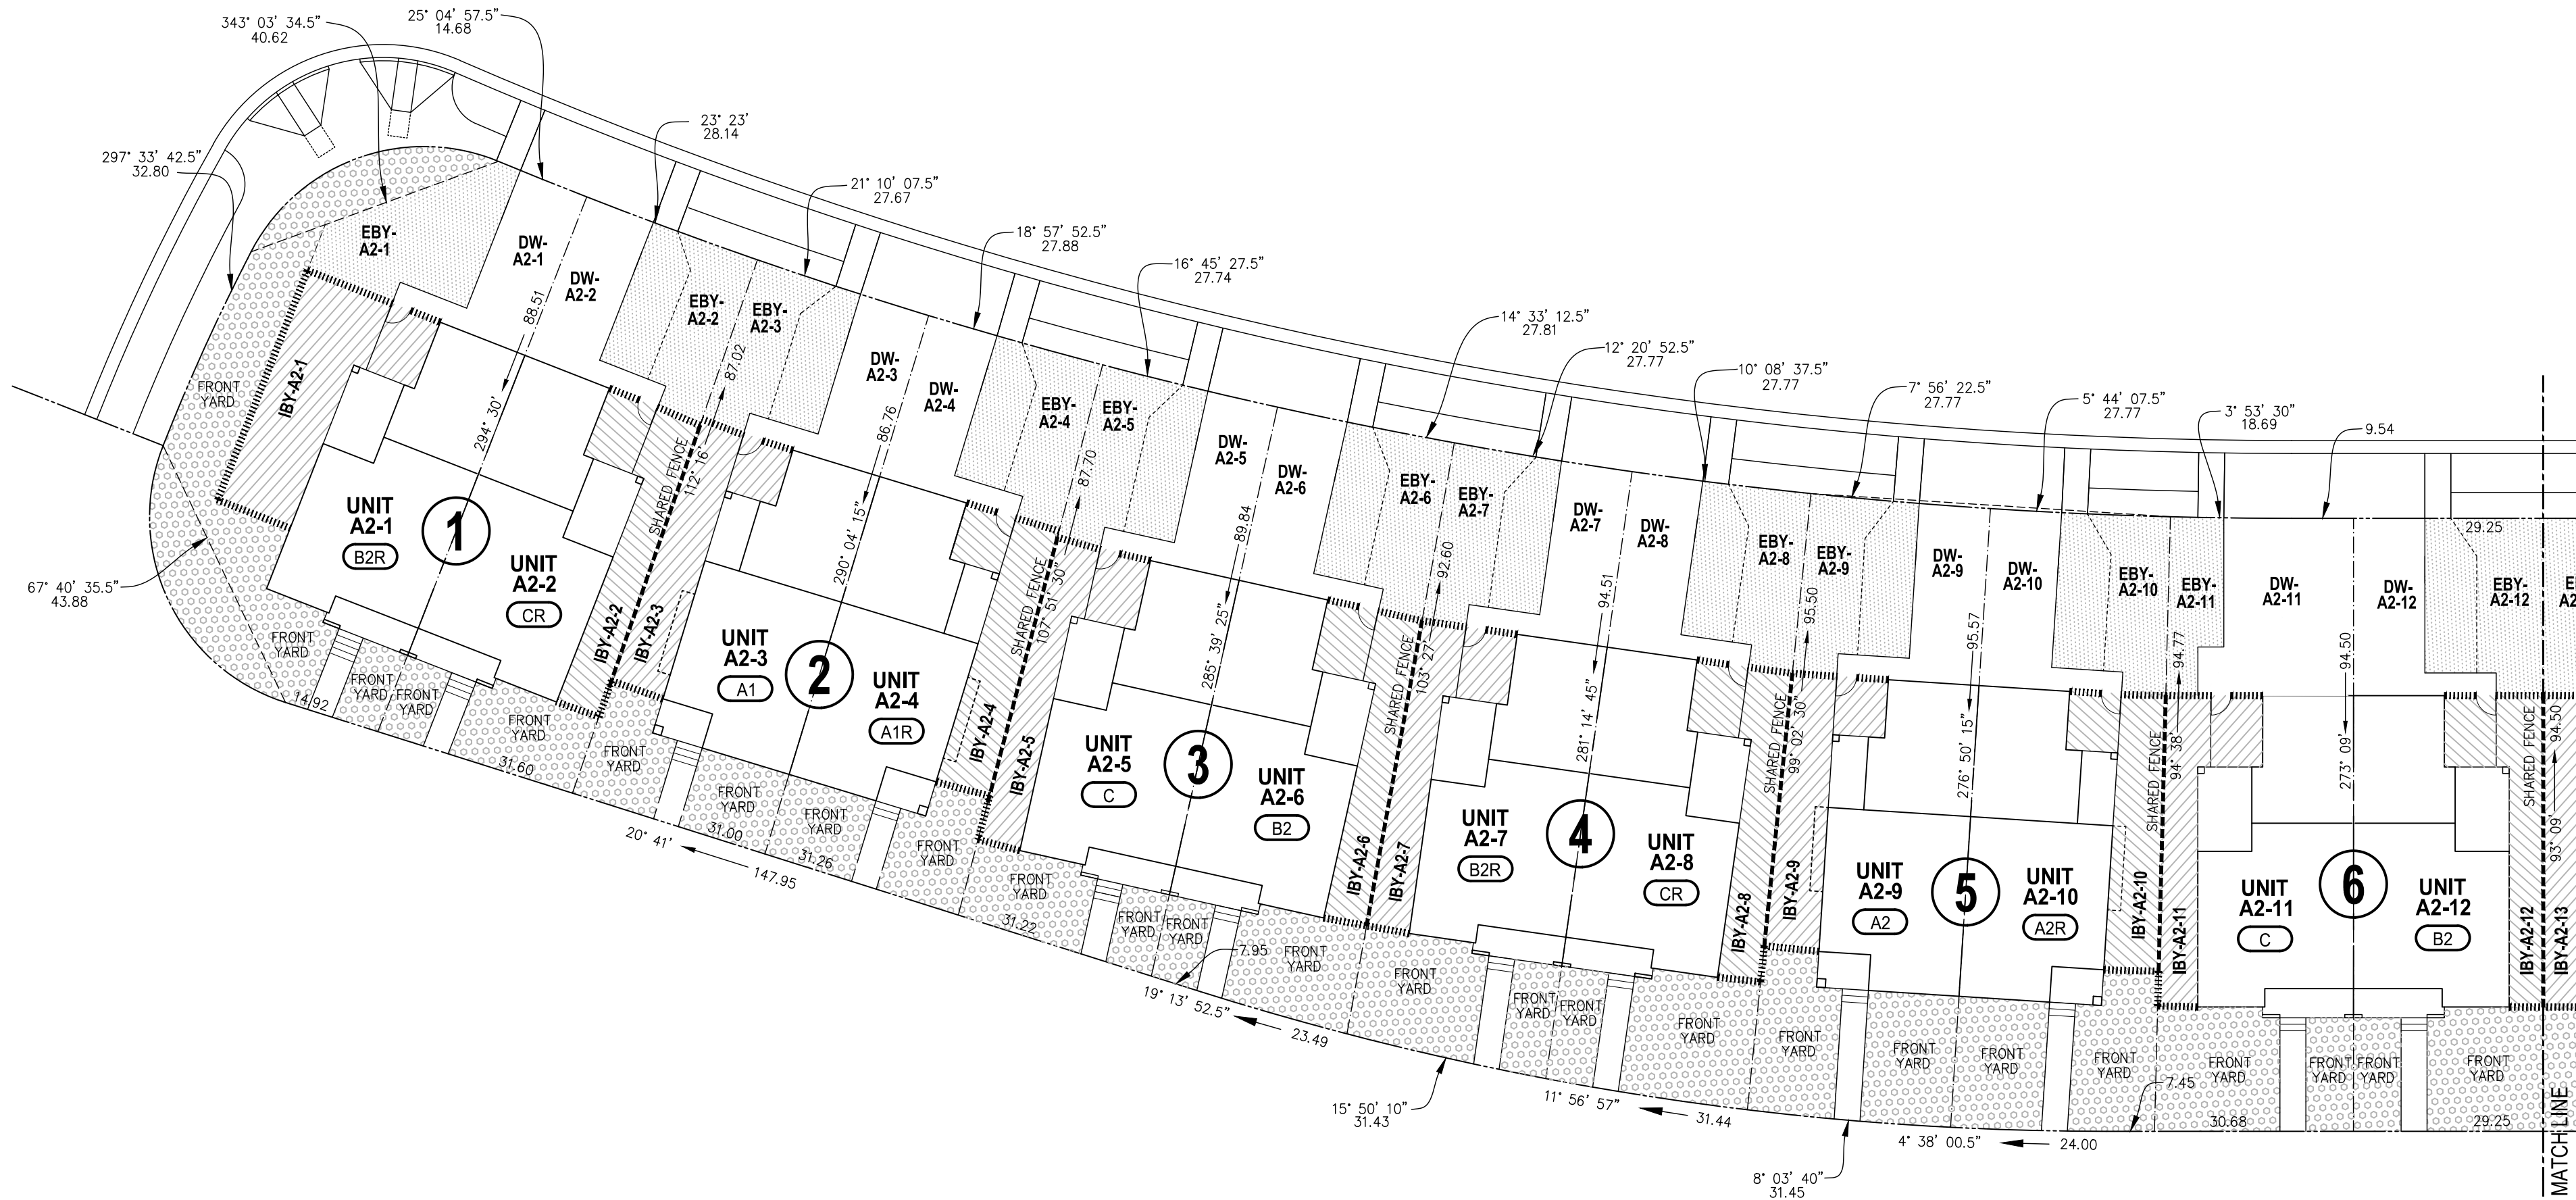 343° 03' 34.5"
40.62
25° 04' 57.5"
14.68
297° 33' 42.5"
32.80
23° 23'
28.14
21° 10' 07.5"
27.67
18° 57' 52.5"
27.88
16° 45' 27.5"
27.74
14° 33' 12.5"
27.81
12° 20' 52.5"
27.77
10° 08' 37.5"
27.77
7° 56' 22.5"
27.77
5° 44' 07.5"
27.77
3° 53' 30"
18.69
9.54
29.25
EBY-
A2-1
DW-
A2-1
DW-
A2-2
EBY-
A2-2
EBY-
A2-3
DW-
A2-3
DW-
A2-4
EBY-
A2-4
EBY-
A2-5
DW-
A2-5
DW-
A2-6
EBY-
A2-6
EBY-
A2-7
DW-
A2-7
DW-
A2-8
EBY-
A2-8
EBY-
A2-9
DW-
A2-9
DW-
A2-10
EBY-
A2-10
EBY-
A2-11
DW-
A2-11
DW-
A2-12
EBY-
A2-12
88.51
294° 30'
87.02
SHARED FENCE
112° 16'
86.76
290° 04' 15"
87.70
SHARED FENCE
107° 51' 30"
89.84
285° 39' 25"
92.60
SHARED FENCE
103° 27'
94.51
281° 14' 45"
95.50
SHARED FENCE
99° 02' 30"
95.57
276° 50' 15"
94.77
SHARED FENCE
94° 38'
94.50
273° 09'
94.50
SHARED FENCE
93° 09'
FRONT
YARD
IBY-A2-1
UNIT
A2-1
B2R
1
UNIT
A2-2
CR
IBY-A2-2
IBY-A2-3
UNIT
A2-3
A1
2
UNIT
A2-4
A1R
IBY-A2-4
IBY-A2-5
UNIT
A2-5
C
3
UNIT
A2-6
B2
IBY-A2-6
IBY-A2-7
UNIT
A2-7
B2R
4
UNIT
A2-8
CR
IBY-A2-8
IBY-A2-9
UNIT
A2-9
A2
5
UNIT
A2-10
A2R
IBY-A2-10
IBY-A2-11
UNIT
A2-11
C
6
UNIT
A2-12
B2
IBY-A2-12
IBY-A2-13
67° 40' 35.5"
43.88
FRONT
YARD
FRONT
YARD
FRONT
YARD
FRONT
YARD
FRONT
YARD
FRONT
YARD
FRONT
YARD
FRONT
YARD
FRONT
YARD
FRONT
YARD
FRONT
YARD
FRONT
YARD
FRONT
YARD
FRONT
YARD
FRONT
YARD
FRONT
YARD
FRONT
YARD
FRONT
YARD
FRONT
YARD
FRONT
YARD
FRONT
YARD
FRONT
YARD
FRONT
YARD
FRONT
YARD
14.92
31.60
20° 41'
147.95
31.00
31.26
31.22
7.95
19° 13' 52.5"
23.49
15° 50' 10"
31.43
11° 56' 57"
31.44
8° 03' 40"
31.45
4° 38' 00.5"
24.00
7.45
30.68
29.25
MATCH LINE